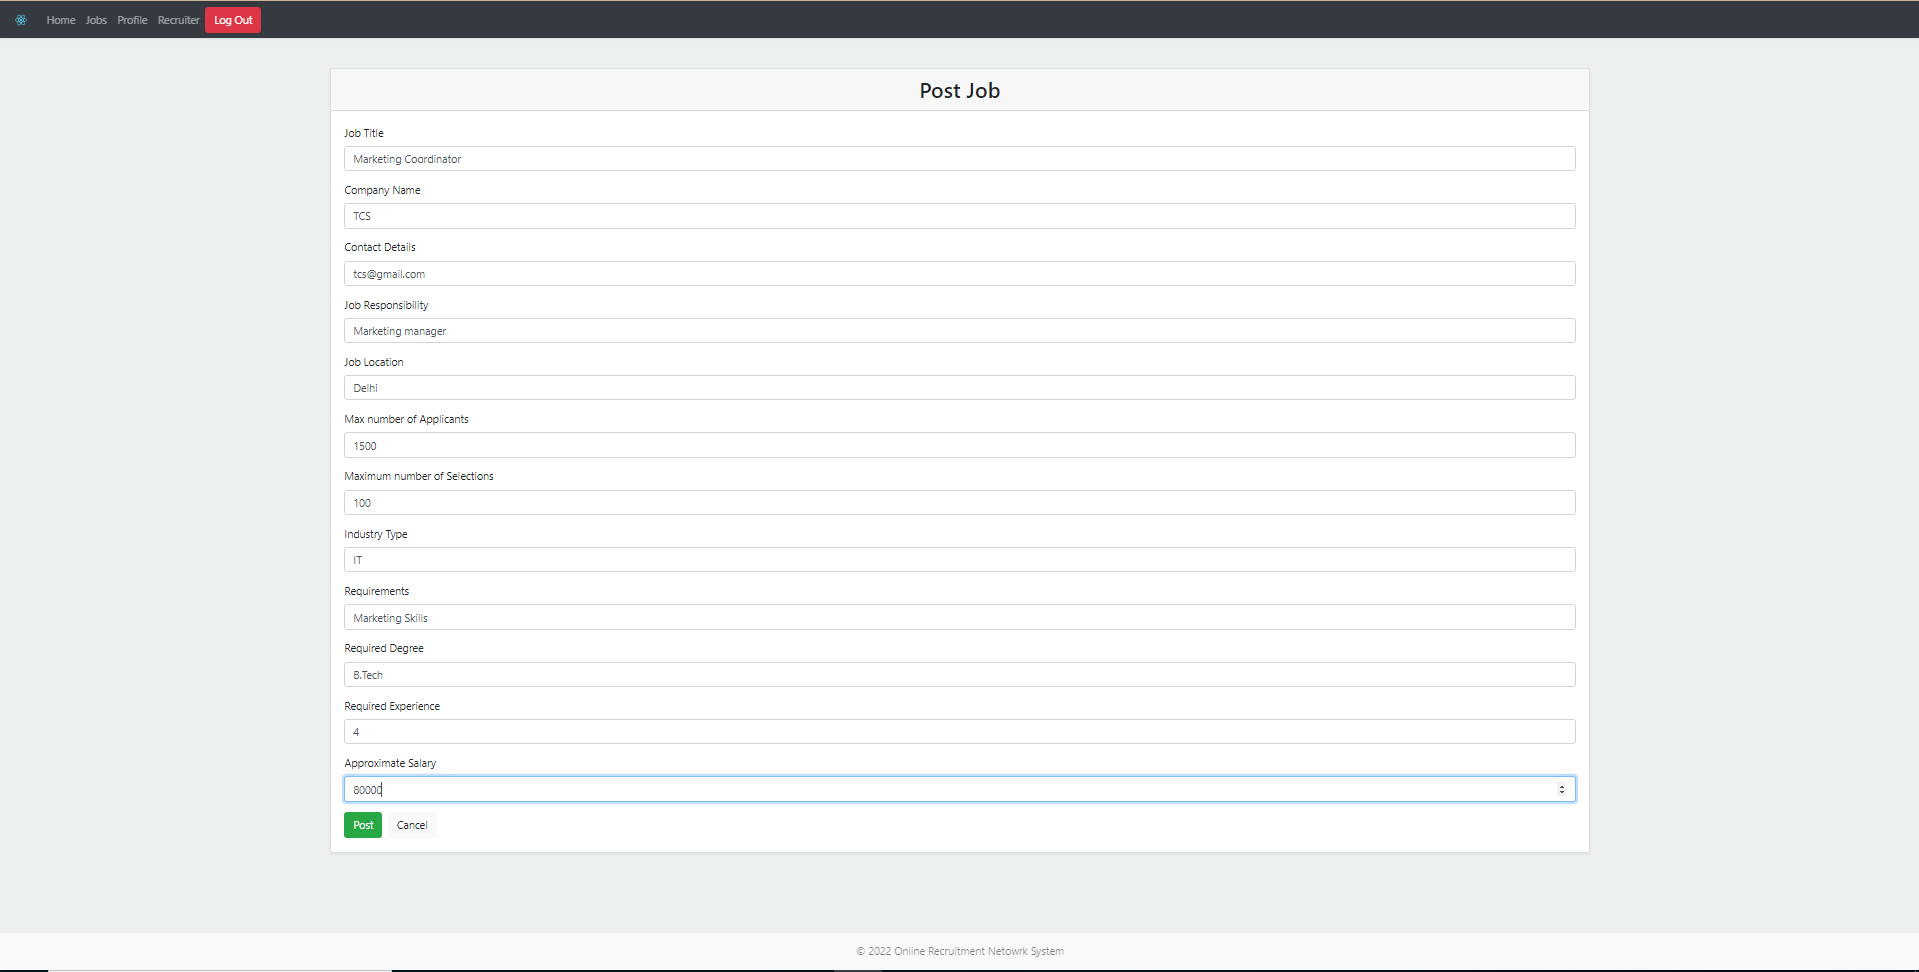 Home Jobs Profile Recruiter Log Out
Post Job
Job Title
Marketing Coordinator
Company Name
TCS
Contact Details
tcs@gmail.com
Job Responsibility
Marketing manager
Job Location
Delhi
Max number of Applicants
1500
Maximum number of Selections
100
Industry Type
IT
Requirements
Marketing Skills
Required Degree
B.Tech
Required Experience
4
Approximate Salary
80000
Post Cancel
© 2022 Online Recruitment Netowrk System